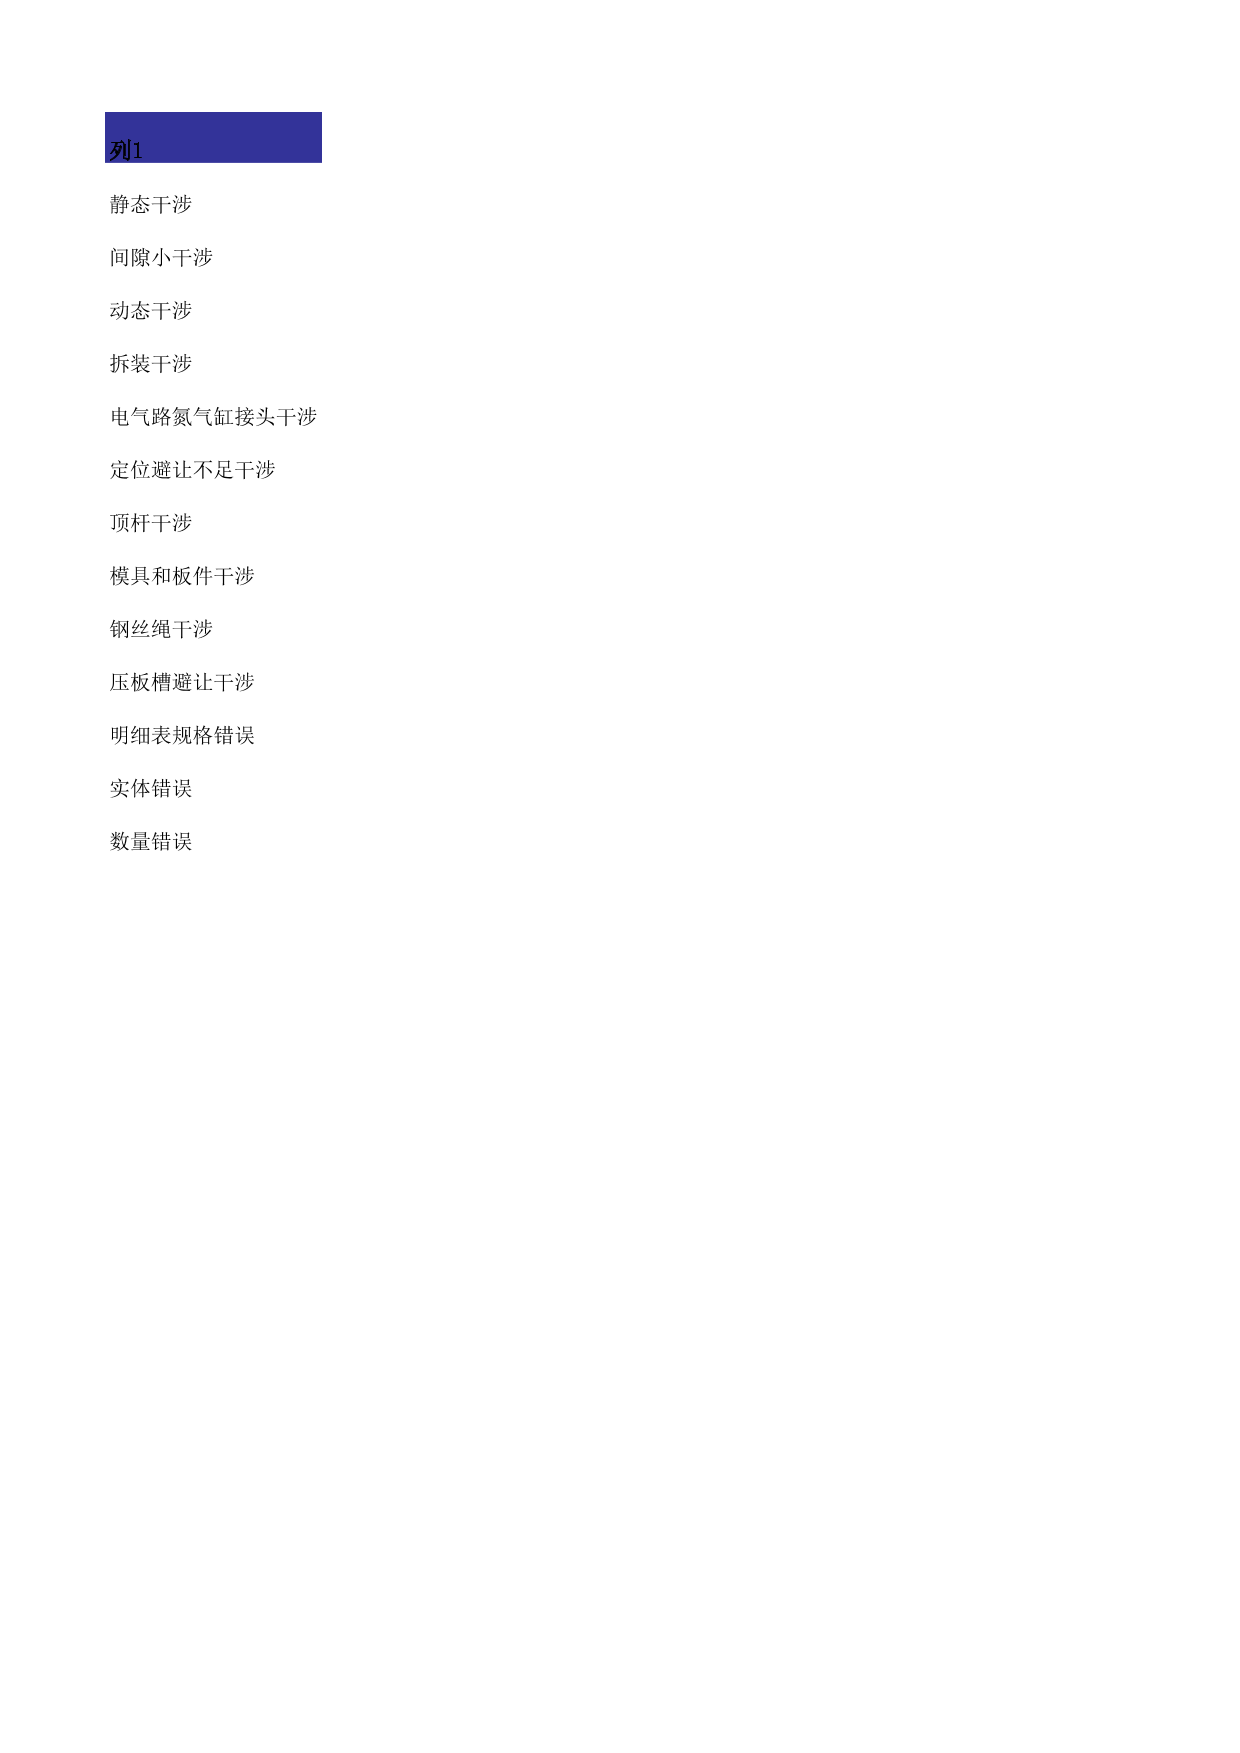 列1
静态干涉
间隙小干涉
动态干涉
拆装干涉
电气路氮气缸接头干涉
定位避让不足干涉
顶杆干涉
模具和板件干涉
钢丝绳干涉
压板槽避让干涉
明细表规格错误
实体错误
数量错误